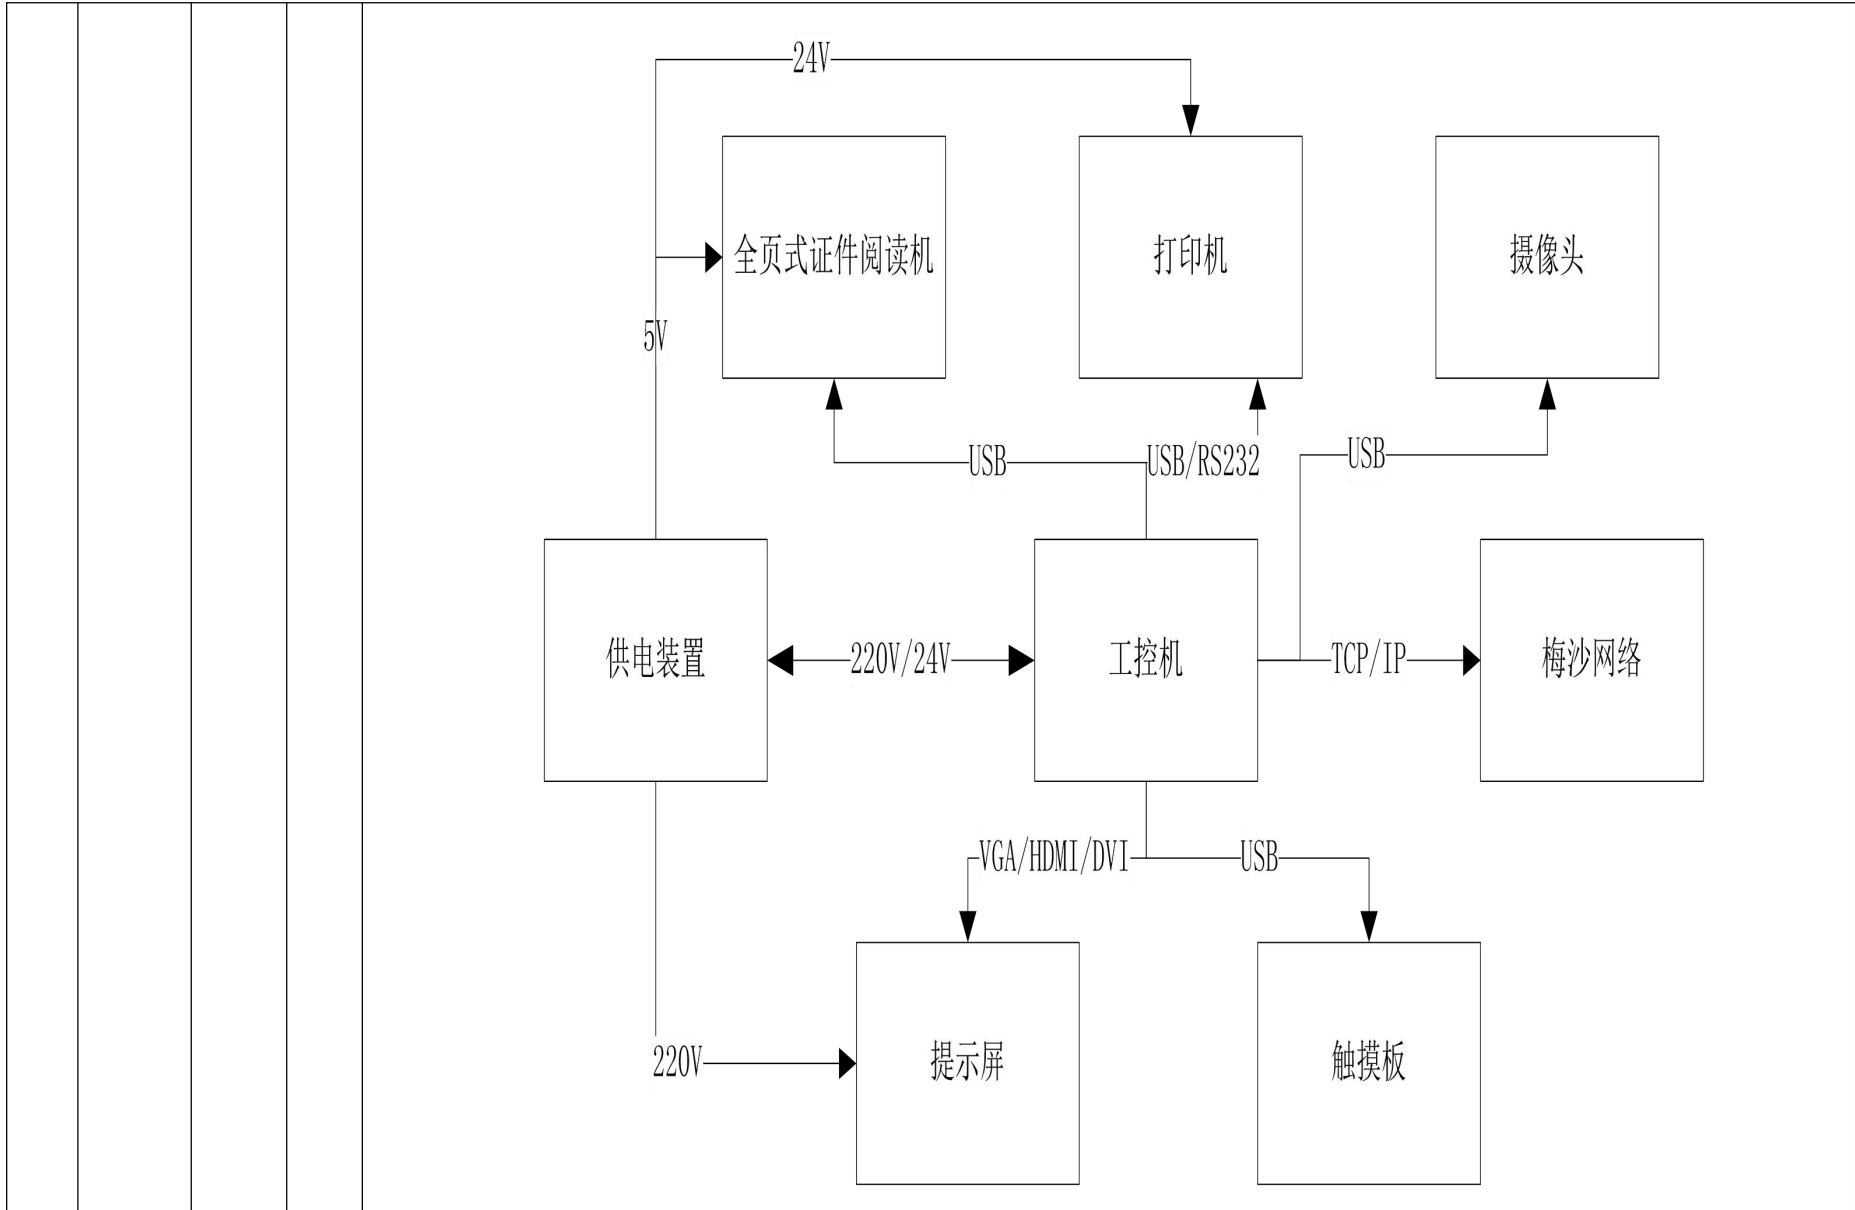 24V
全页式证件阅读机
打印机
摄像头
5V
USB
USB/RS232
USB
供电装置
220V/24V
工控机
TCP/IP
梅沙网络
VGA/HDMI/DVI
USB
220V
提示屏
触摸板